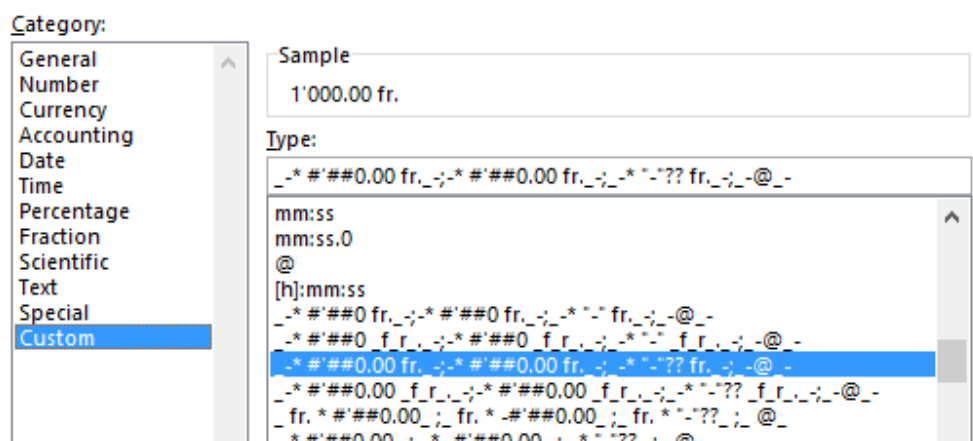 Category:
General
Number
Currency
Accounting
Date
Time
Percentage
Fraction
Scientific
Text
Special
Custom
Sample
1'000.00 fr.
Type:
_-* #'##0.00 fr._-;-* #'##0.00 fr._-;_-* "-"?? fr._-;_-@_-
mm:ss
mm:ss.0
@
[h]:mm:ss
_-* #'##0 fr._-;-* #'##0 fr._-;_-* "-" fr._-;_-@_-
_-* #'##0 _f_r_._-;-* #'##0 _f_r_._-;_-* "-" _f_r_._-;_-@_-
_-* #'##0.00 fr._-;-* #'##0.00 fr._-;_-* "-"?? fr._-;_-@_-
_-* #'##0.00 _f_r_._-;-* #'##0.00 _f_r_._-;_-* "-"?? _f_r_._-;_-@_-
_ fr. * #'##0.00_ ;_ fr. * -#'##0.00_ ;_ fr. * "-"??_ ;_ @_